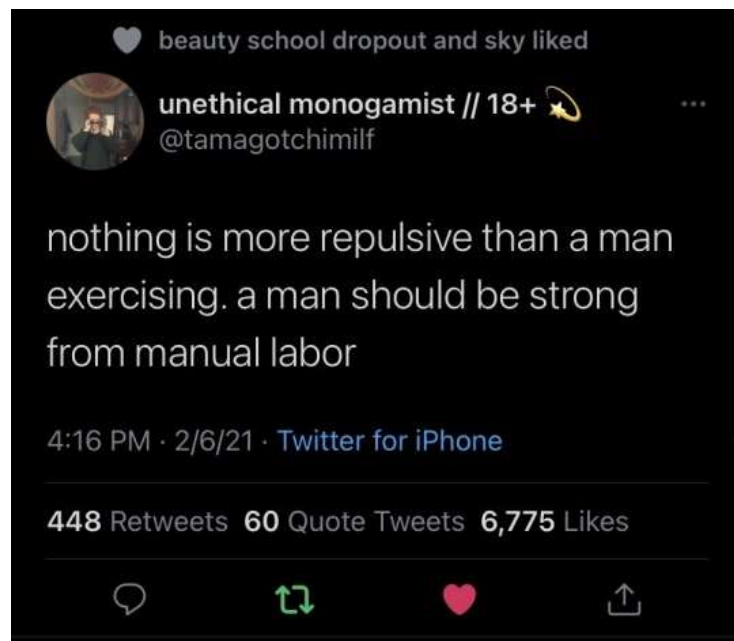 beauty school dropout and sky liked
unethical monogamist // 18+ 💫
@tamagotchimilf
nothing is more repulsive than a man
exercising. a man should be strong
from manual labor
4:16 PM · 2/6/21 · Twitter for iPhone
448 Retweets 60 Quote Tweets 6,775 Likes